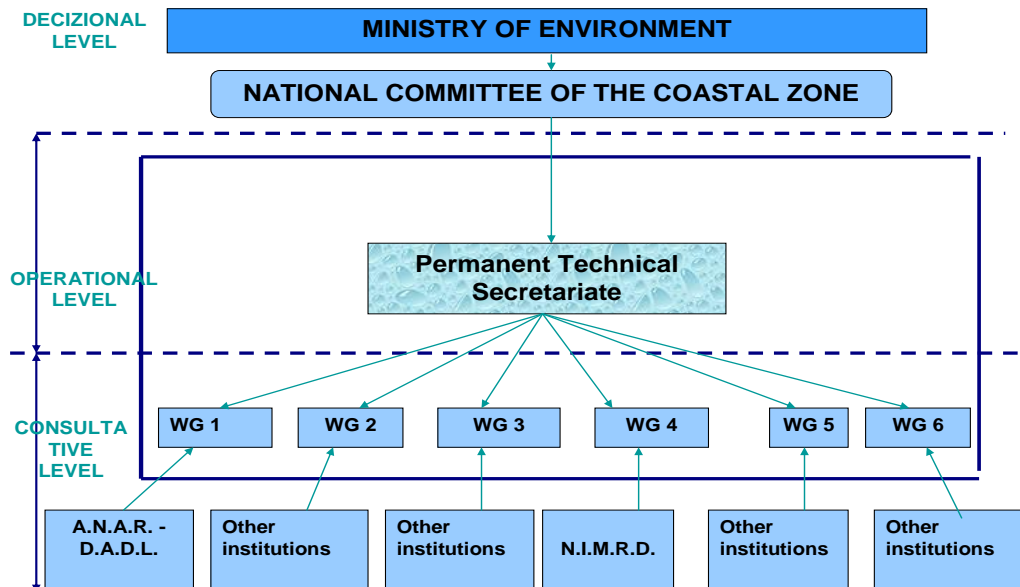 DECIZIONAL
LEVEL
MINISTRY OF ENVIRONMENT
NATIONAL COMMITTEE OF THE COASTAL ZONE
OPERATIONAL
LEVEL
Permanent Technical
Secretariate
CONSULTA
TIVE
LEVEL
WG 1
WG 2
WG 3
WG 4
WG 5
WG 6
A.N.A.R. -
D.A.D.L.
Other
institutions
Other
institutions
N.I.M.R.D.
Other
institutions
Other
institutions